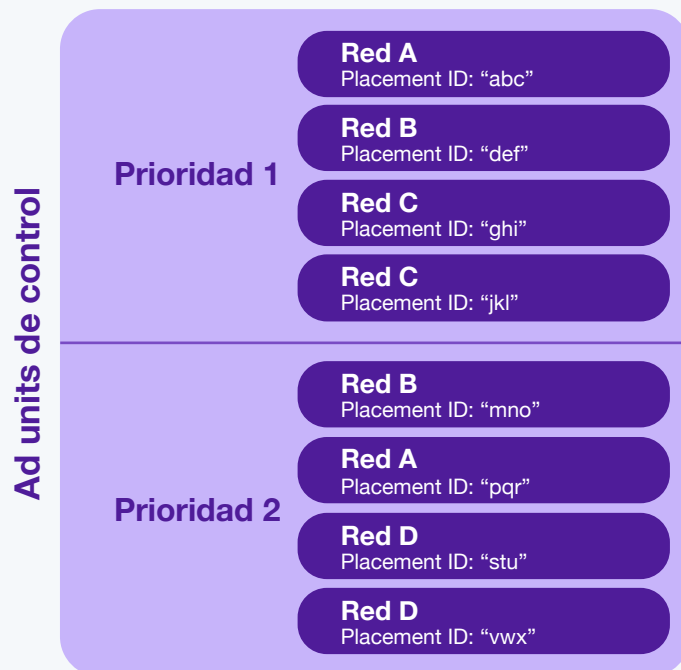 Ad units de control
Prioridad 1
Red A
Placement ID: “abc”
Red B
Placement ID: “def”
Red C
Placement ID: “ghi”
Red C
Placement ID: “jkl”
Prioridad 2
Red B
Placement ID: “mno”
Red A
Placement ID: “pqr”
Red D
Placement ID: “stu”
Red D
Placement ID: “vwx”